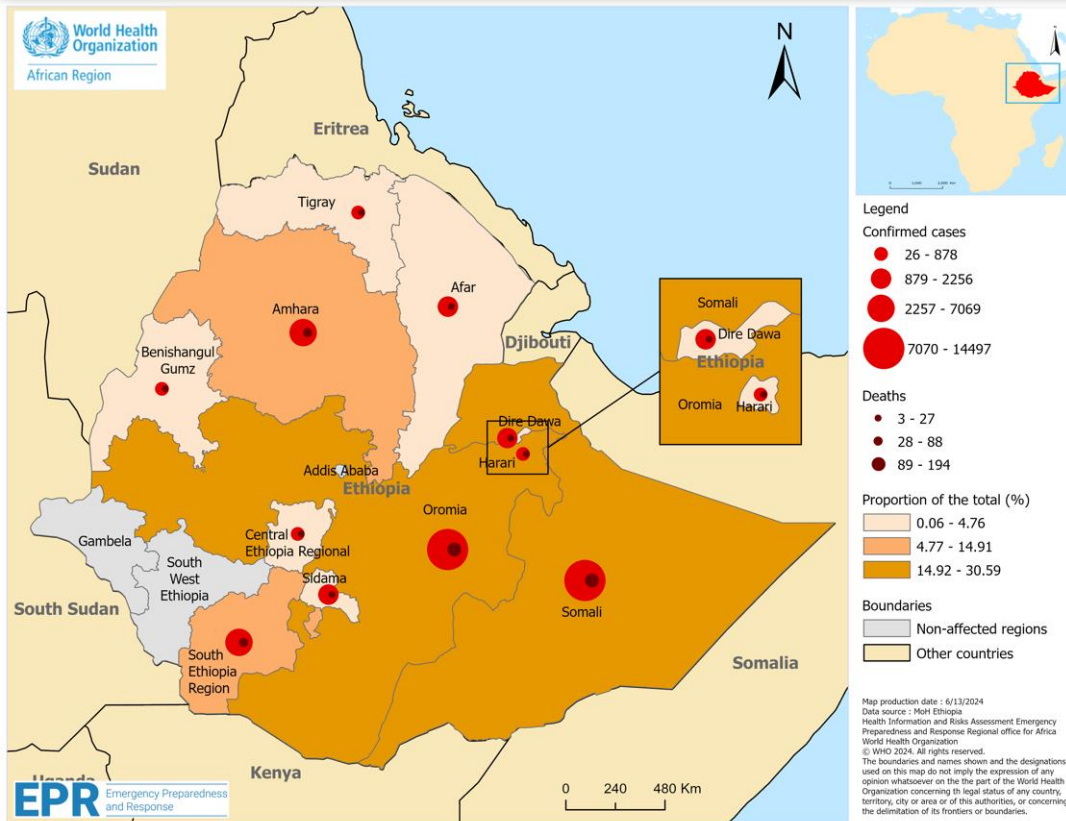 World Health
Organization
African Region
N
Eritrea
Sudan
Tigray
Afar
Amhara
Djibouti
Benishangul
Gumz
Somali
Dire Dawa
Ethiopia
Oromia
Harari
Dire Dawa
Harari
Addis Ababa
Ethiopia
Oromia
Gambela
Central
Ethiopia Regional
South
West
Ethiopia
Sidama
South Sudan
Somali
South
Ethiopia
Region
Somalia
Kenya
Uganda
EPR
Emergency Preparedness
and Response
0 240 480 Km
N
Legend
Confirmed cases
26 - 878
879 - 2256
2257 - 7069
7070 - 14497
Deaths
3 - 27
28 - 88
89 - 194
Proportion of the total (%)
0.06 - 4.76
4.77 - 14.91
14.92 - 30.59
Boundaries
Non-affected regions
Other countries
Map production date : 6/13/2024
Data source : MoH Ethiopia
Health Information and Risks Assessment Emergency
Preparedness and Response Regional office for Africa
World Health Organization
© WHO 2024. All rights reserved.
The boundaries and names shown and the designations
used on this map do not imply the expression of any
opinion whatsoever on the the part of the World Health
Organization concerning th legal status of any country,
territory, city or area or of this authorities, or concerning
the delimitation of its frontiers or boundaries.